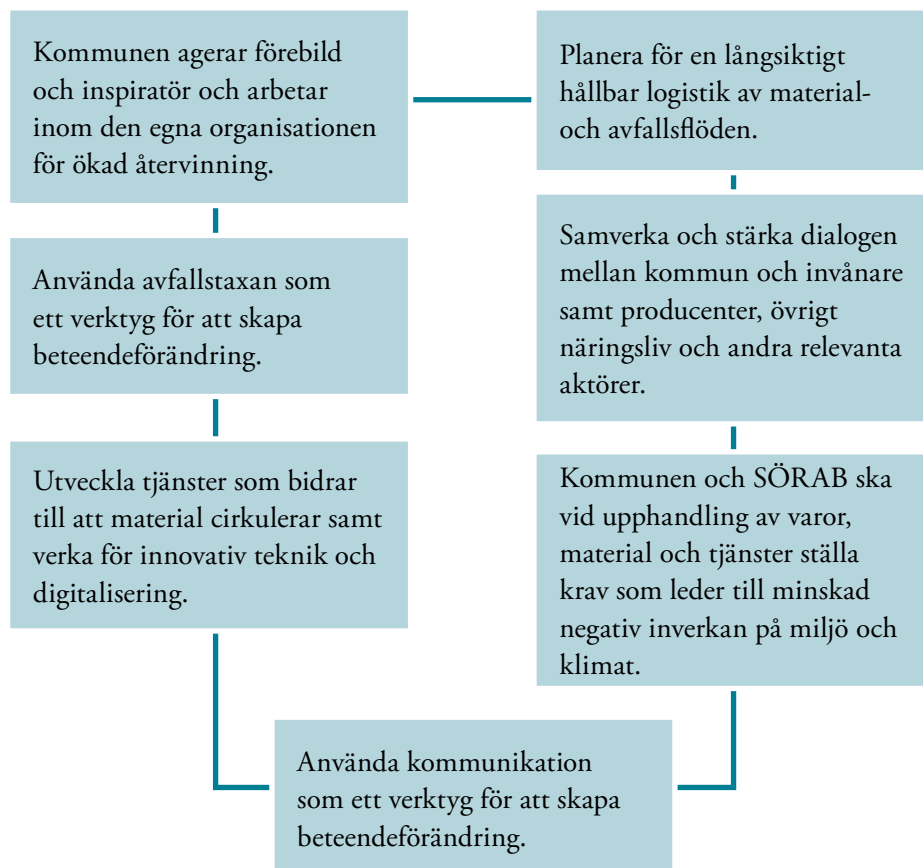 Kommunen agerar förebild
och inspiratör och arbetar
inom den egna organisationen
för ökad återvinning.
Använda avfallstaxan som
ett verktyg för att skapa
beteendeförändring.
Utveckla tjänster som bidrar
till att material cirkulerar samt
verka för innovativ teknik och
digitalisering.
Planera för en långsiktigt
hållbar logistik av material-
och avfallsflöden.
Samverka och stärka dialogen
mellan kommun och invånare
samt producenter, övrigt
näringsliv och andra relevanta
aktörer.
Kommunen och SÖRAB ska
vid upphandling av varor,
material och tjänster ställa
krav som leder till minskad
negativ inverkan på miljö och
klimat.
Använda kommunikation
som ett verktyg för att skapa
beteendeförändring.